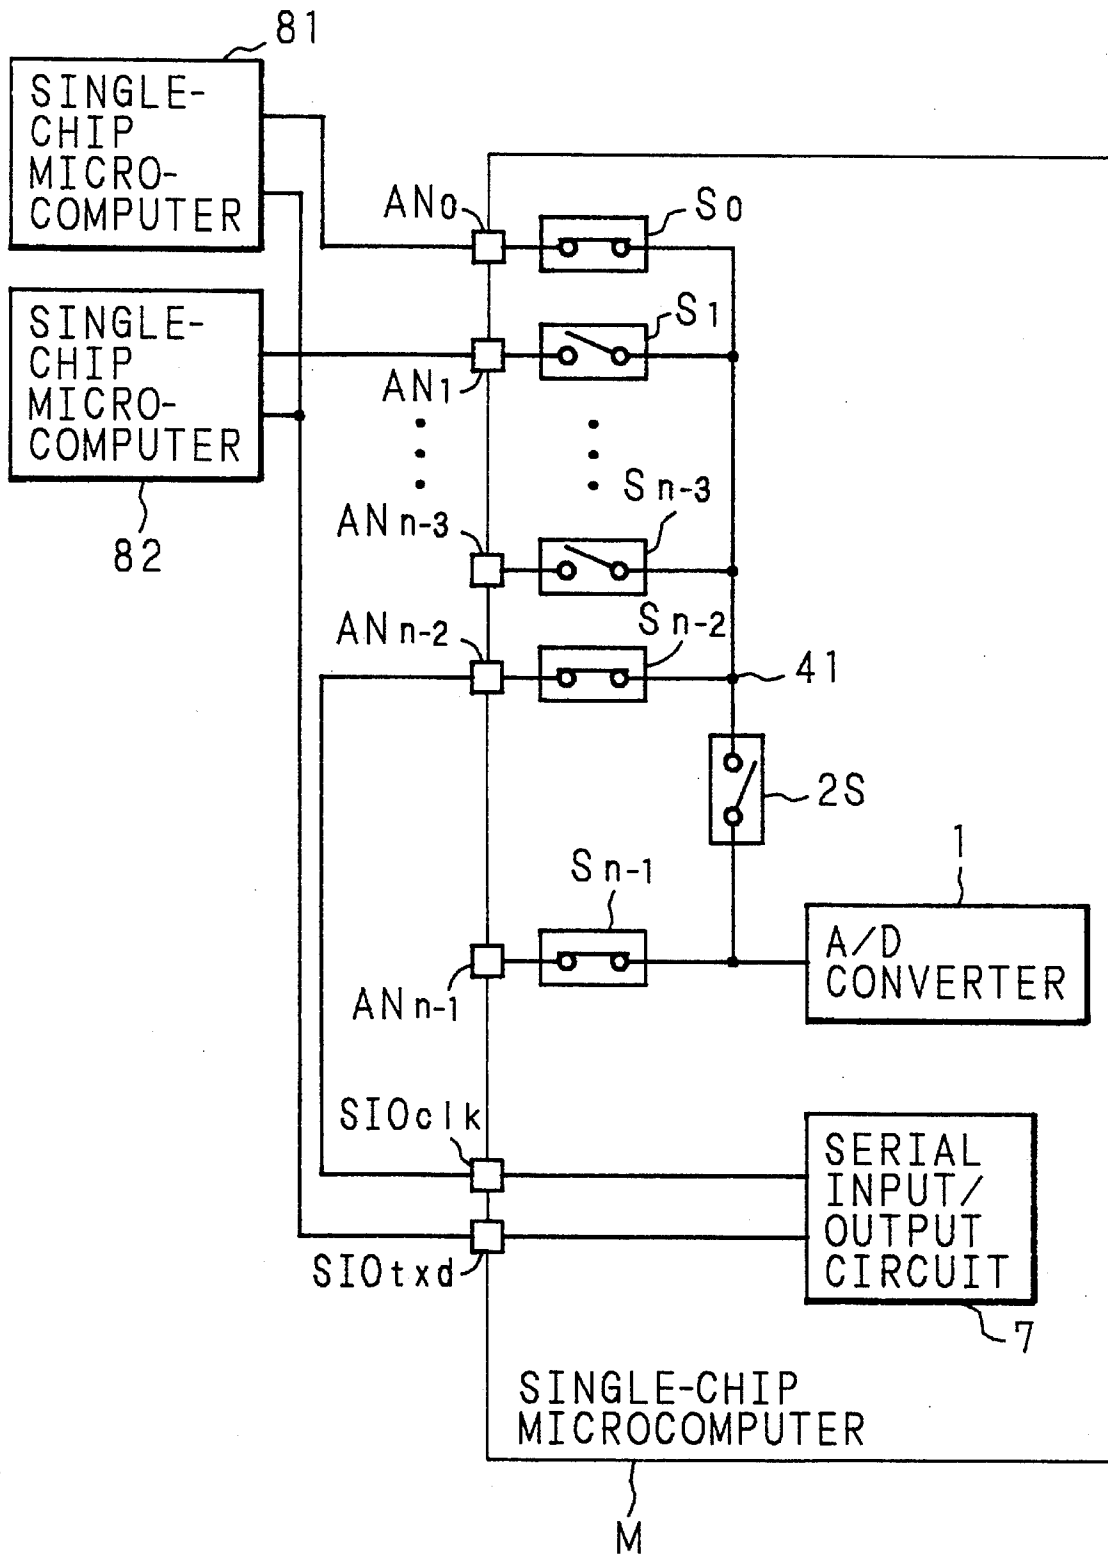 81
SINGLE-
CHIP
MICRO-
COMPUTER
AN0
S0
SINGLE-
CHIP
MICRO-
COMPUTER
S1
AN1
82
Sn-3
ANn-3
ANn-2
Sn-2
41
2S
1
Sn-1
A/D
CONVERTER
ANn-1
SIOclk
SERIAL
INPUT/
OUTPUT
CIRCUIT
SIOtxd
7
SINGLE-CHIP
MICROCOMPUTER
M